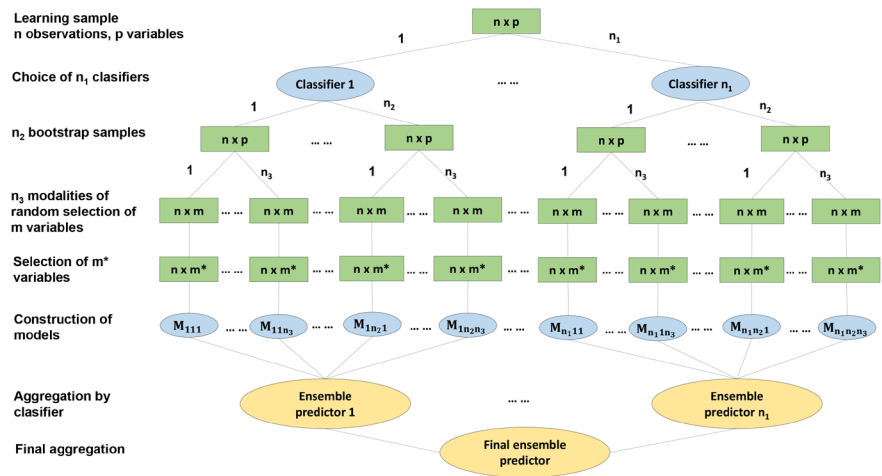 Learning sample
n observations, p variables
n x p
1
n₁
Choice of n₁ clasifiers
Classifier 1
... ...
Classifier n₁
1
n₂
1
n₂
n₂ bootstrap samples
n x p
... ...
n x p
n x p
... ...
n x p
1
n₃
1
n₃
1
n₃
1
n₃
n₃ modalities of
random selection of
m variables
n x m
... ...
n x m
... ...
n x m
... ...
n x m
... ...
n x m
... ...
n x m
... ...
n x m
... ...
n x m
Selection of m*
variables
n x m*
... ...
n x m*
... ...
n x m*
... ...
n x m*
... ...
n x m*
... ...
n x m*
... ...
n x m*
... ...
n x m*
Construction of
models
M₁₁₁
... ...
M₁₁ₙ₃
... ...
M₁ₙ₂₁
... ...
M₁ₙ₂ₙ₃
... ...
Mₙ₁₁₁
... ...
Mₙ₁₁ₙ₃
... ...
Mₙ₁ₙ₂₁
... ...
Mₙ₁ₙ₂ₙ₃
Aggregation by
clasifier
Ensemble
predictor 1
... ...
Ensemble
predictor n₁
Final aggregation
Final ensemble
predictor